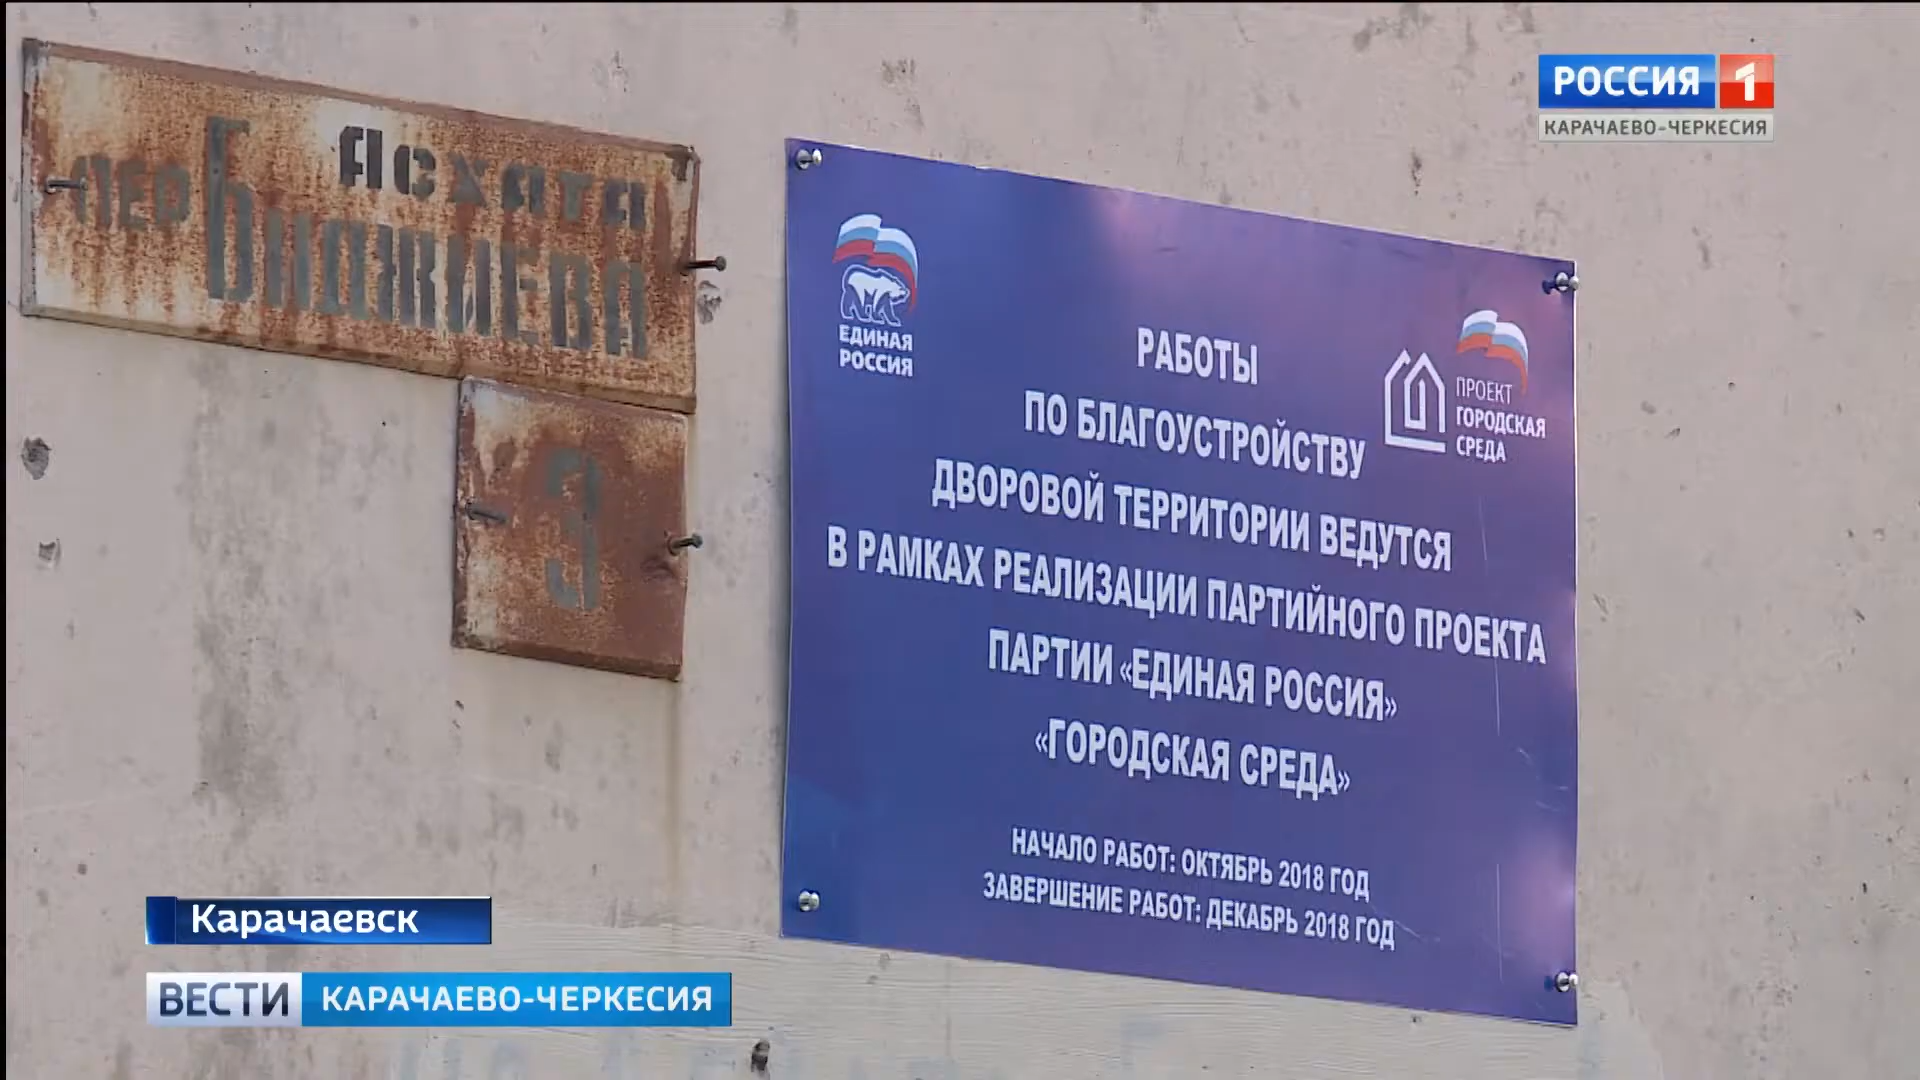 РОССИЯ 1
КАРАЧАЕВО-ЧЕРКЕСИЯ
Асхата
пер Биджиева
3
ЕДИНАЯ
РОССИЯ
ПРОЕКТ
ГОРОДСКАЯ
СРЕДА
РАБОТЫ
ПО БЛАГОУСТРОЙСТВУ
ДВОРОВОЙ ТЕРРИТОРИИ ВЕДУТСЯ
В РАМКАХ РЕАЛИЗАЦИИ ПАРТИЙНОГО ПРОЕКТА
ПАРТИИ «ЕДИНАЯ РОССИЯ»
«ГОРОДСКАЯ СРЕДА»
НАЧАЛО РАБОТ: ОКТЯБРЬ 2018 ГОД
ЗАВЕРШЕНИЕ РАБОТ: ДЕКАБРЬ 2018 ГОД
Карачаевск
ВЕСТИ КАРАЧАЕВО-ЧЕРКЕСИЯ